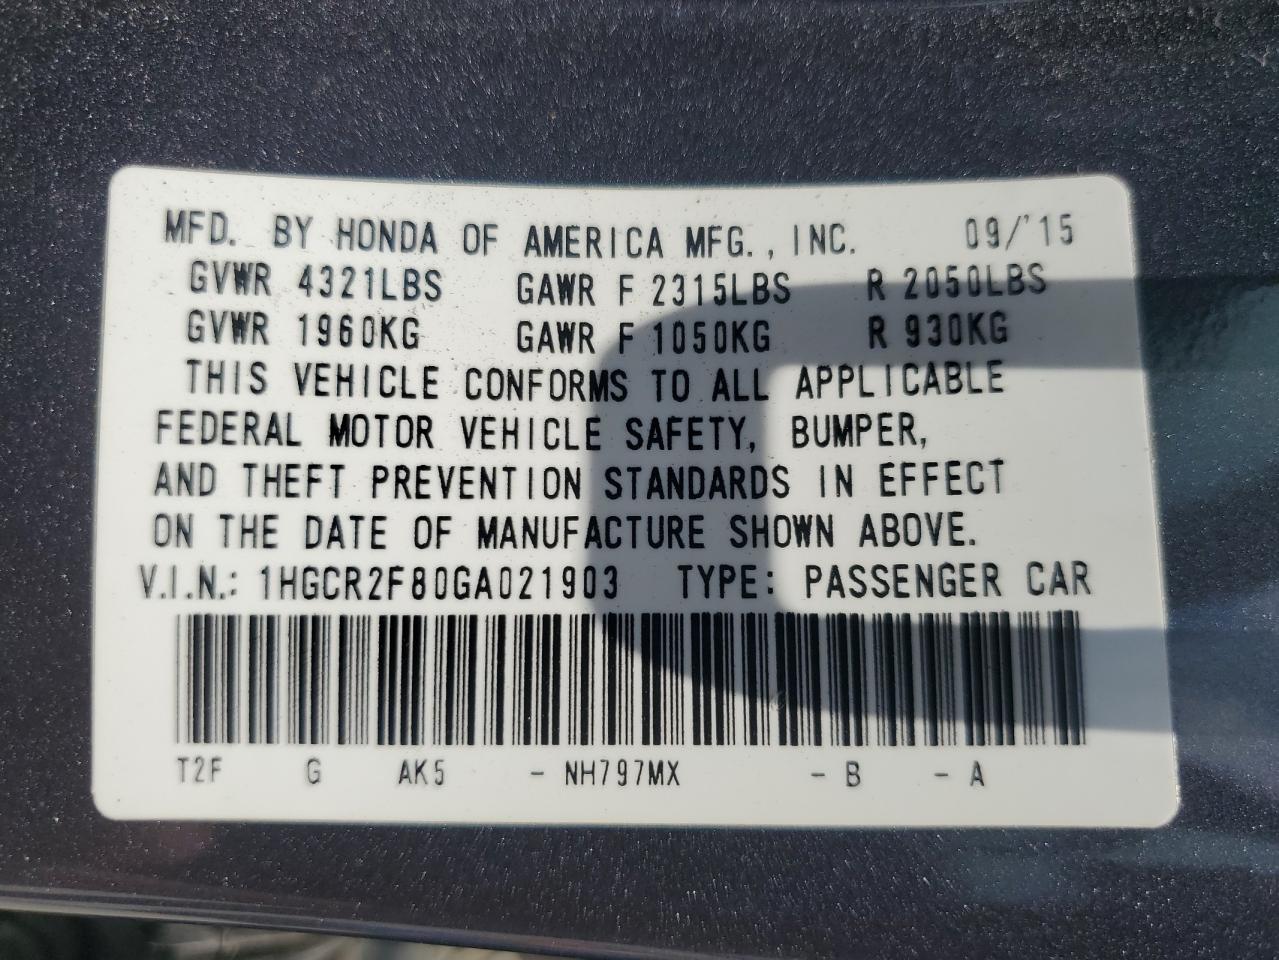 MFD. BY HONDA OF AMERICA MFG., INC. 09/'15
GVWR 4321LBS GAWR F 2315LBS R 2050LBS
GVWR 1960KG GAWR F 1050KG R 930KG
THIS VEHICLE CONFORMS TO ALL APPLICABLE
FEDERAL MOTOR VEHICLE SAFETY, BUMPER,
AND THEFT PREVENTION STANDARDS IN EFFECT
ON THE DATE OF MANUFACTURE SHOWN ABOVE.
V.I.N.: 1HGCR2F80GA021903 TYPE: PASSENGER CAR
T2F G AK5 - NH797MX - B - A